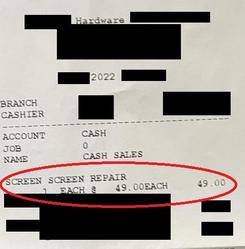 Hardware
2022
BRANCH
CASHIER
ACCOUNT CASH
JOB 0
NAME CASH SALES
SCREEN SCREEN REPAIR
1 EACH @ 49.00EACH 49.00